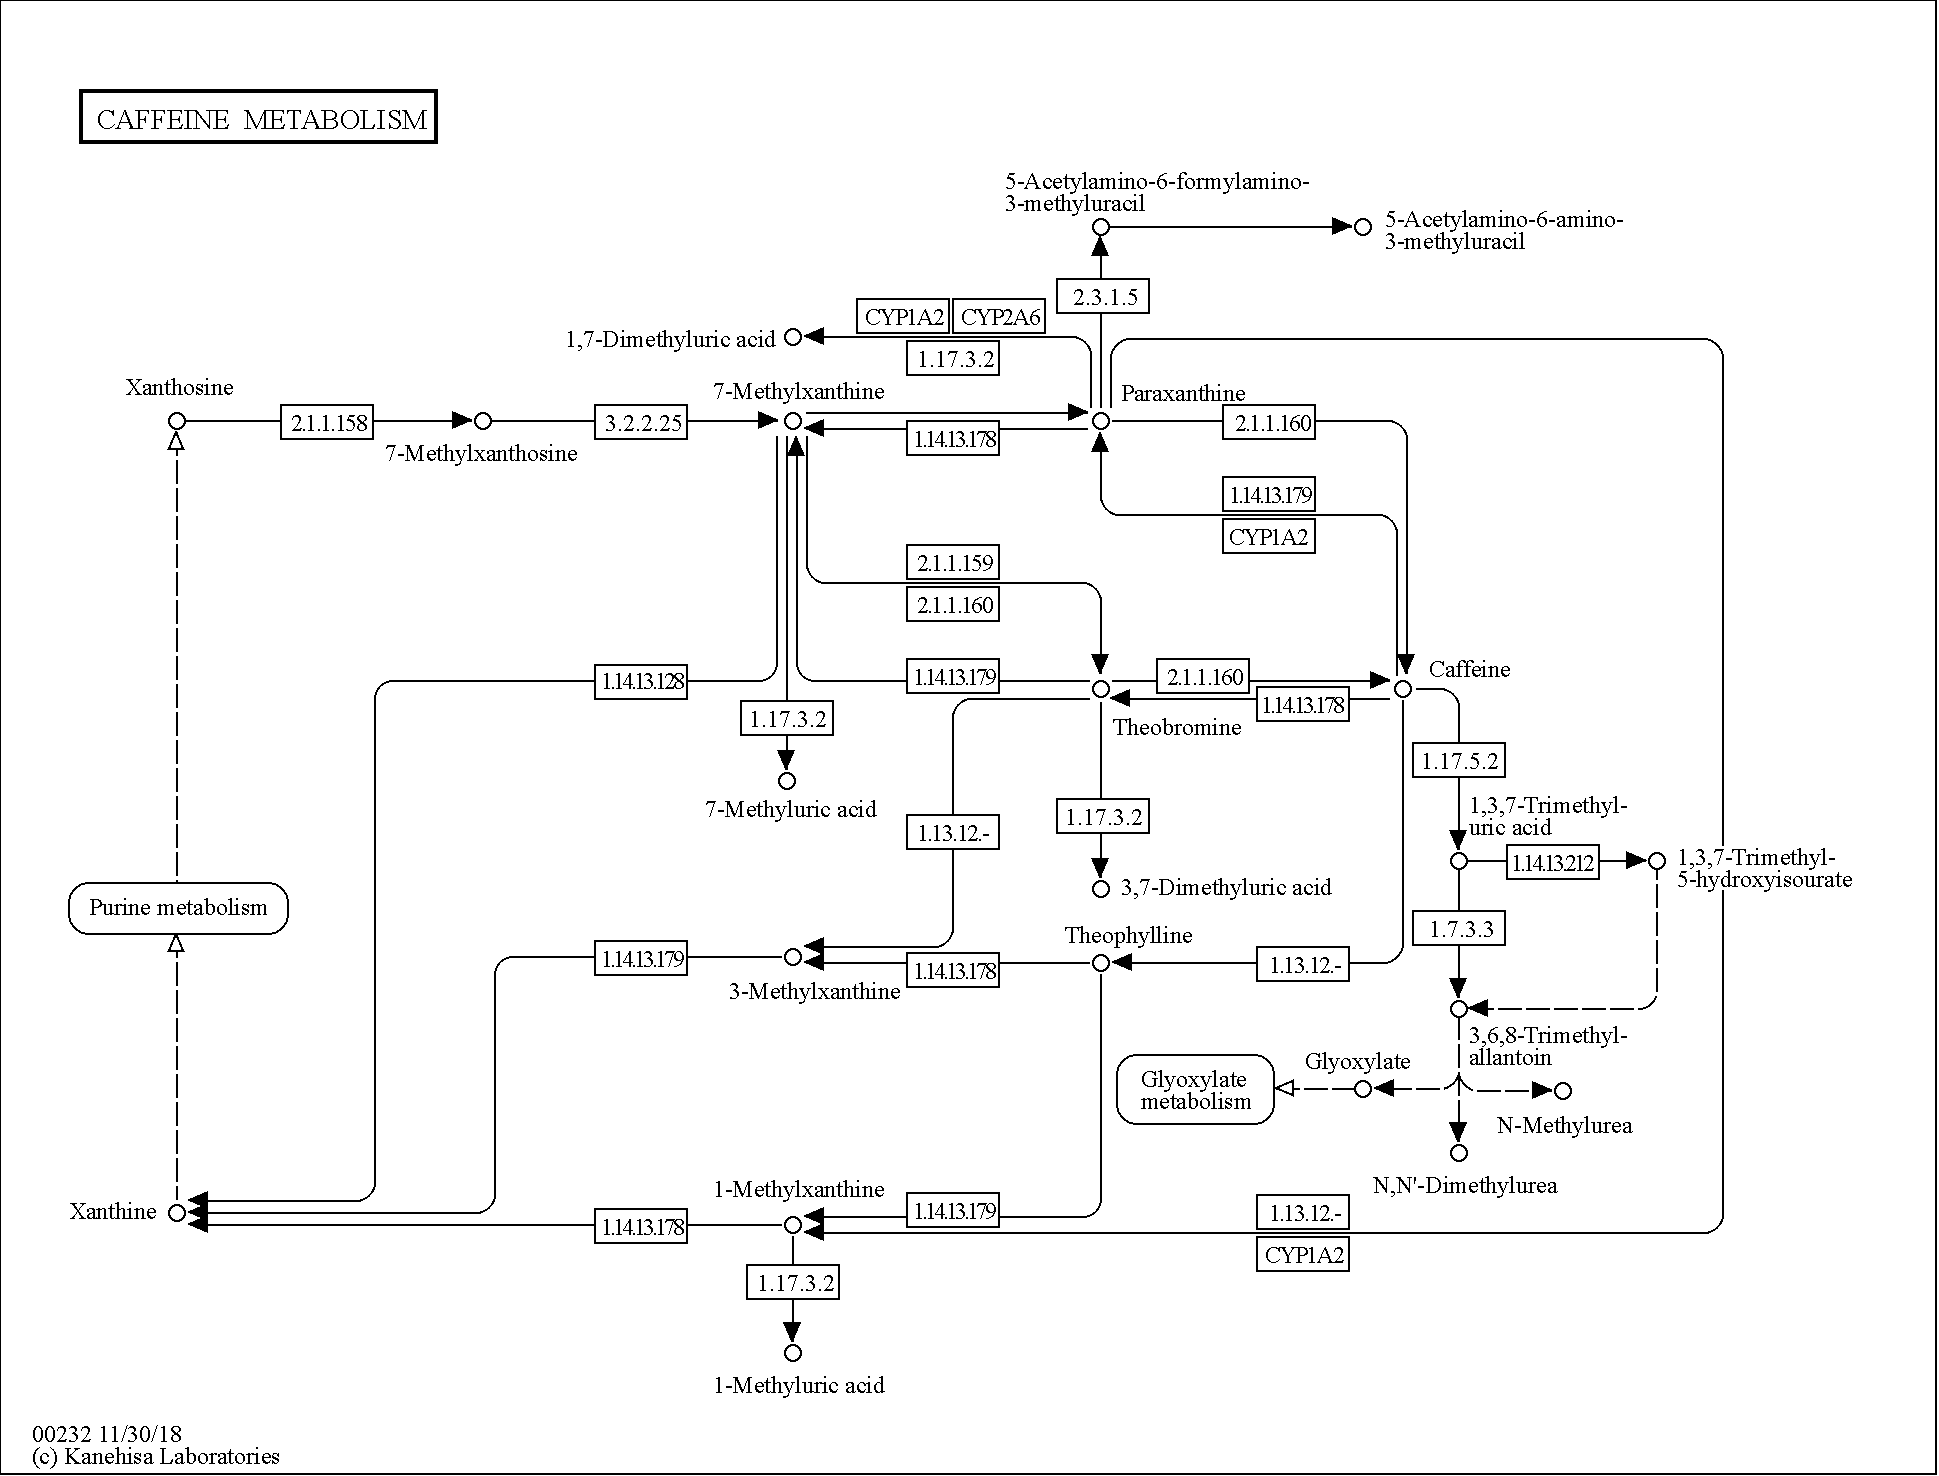 CAFFEINE METABOLISM
5-Acetylamino-6-formylamino-
3-methyluracil
5-Acetylamino-6-amino-
3-methyluracil
2.3.1.5
CYP1A2
CYP2A6
1,7-Dimethyluric acid
1.17.3.2
Xanthosine
7-Methylxanthine
Paraxanthine
2.1.1.158
3.2.2.25
2.1.1.160
1.14.13.178
7-Methylxanthosine
1.14.13.179
CYP1A2
2.1.1.159
2.1.1.160
1.14.13.128
1.14.13.179
2.1.1.160
Caffeine
1.14.13.178
1.17.3.2
Theobromine
1.17.5.2
7-Methyluric acid
1.17.3.2
1,3,7-Trimethyl-
uric acid
1.13.12.-
1.14.13.212
1,3,7-Trimethyl-
5-hydroxyisourate
3,7-Dimethyluric acid
Purine metabolism
1.7.3.3
Theophylline
1.14.13.179
1.14.13.178
1.13.12.-
3-Methylxanthine
3,6,8-Trimethyl-
allantoin
Glyoxylate
Glyoxylate
metabolism
N-Methylurea
N,N'-Dimethylurea
1-Methylxanthine
Xanthine
1.14.13.179
1.13.12.-
1.14.13.178
CYP1A2
1.17.3.2
1-Methyluric acid
00232 11/30/18
(c) Kanehisa Laboratories